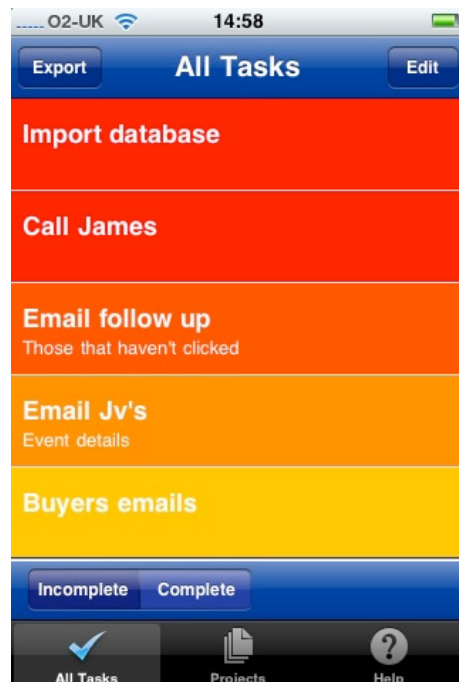 O2-UK 14:58
Export All Tasks Edit
Import database
Call James
Email follow up
Those that haven't clicked
Email Jv's
Event details
Buyers emails
Incomplete Complete
All Tasks Projects Help